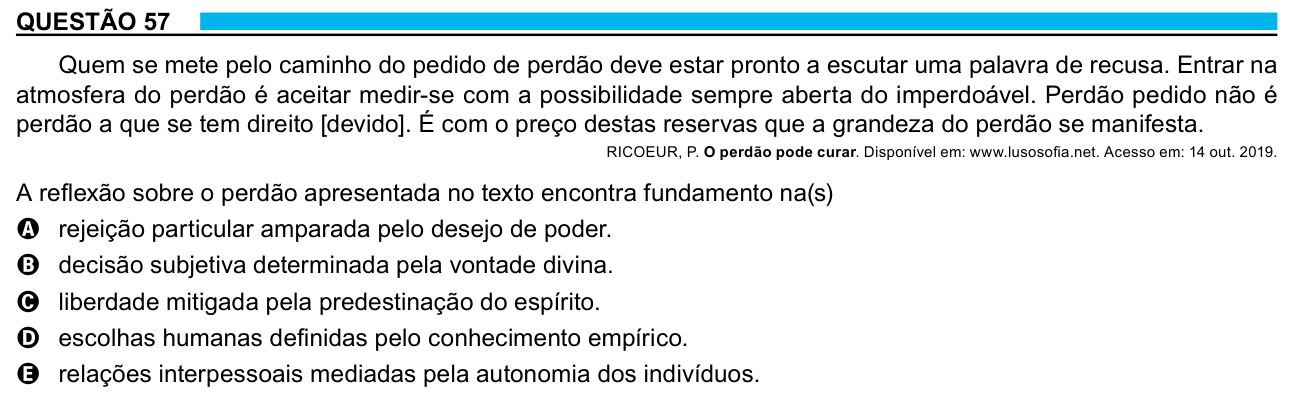 QUESTÃO 57
Quem se mete pelo caminho do pedido de perdão deve estar pronto a escutar uma palavra de recusa. Entrar na
atmosfera do perdão é aceitar medir-se com a possibilidade sempre aberta do imperdoável. Perdão pedido não é
perdão a que se tem direito [devido]. É com o preço destas reservas que a grandeza do perdão se manifesta.
RICOEUR, P. O perdão pode curar. Disponível em: www.lusosofia.net. Acesso em: 14 out. 2019.
A reflexão sobre o perdão apresentada no texto encontra fundamento na(s)
A rejeição particular amparada pelo desejo de poder.
B decisão subjetiva determinada pela vontade divina.
C liberdade mitigada pela predestinação do espírito.
D escolhas humanas definidas pelo conhecimento empírico.
E relações interpessoais mediadas pela autonomia dos indivíduos.